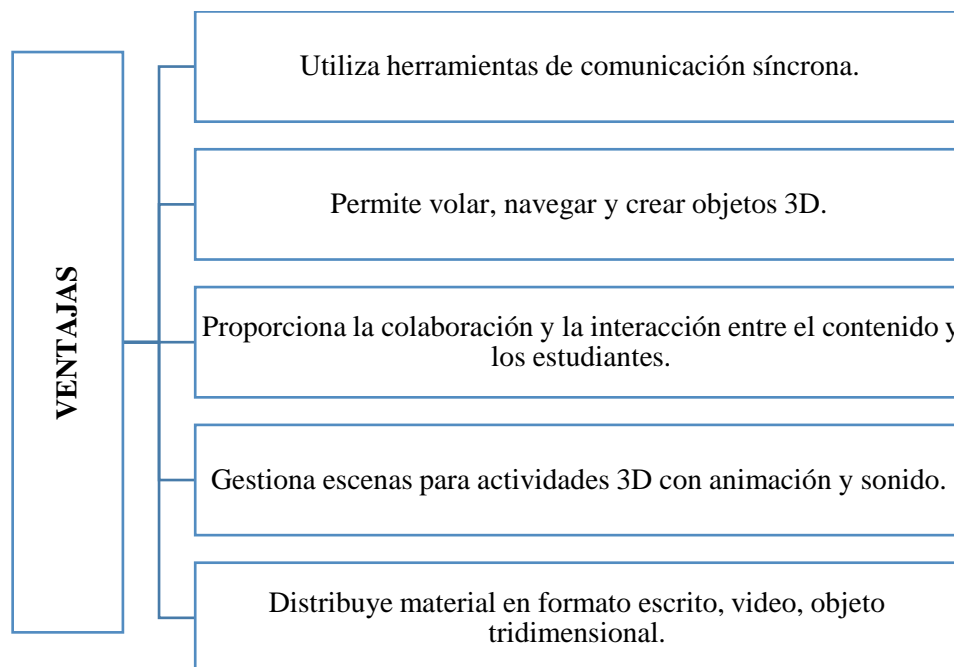 VENTAJAS
Utiliza herramientas de comunicación síncrona.
Permite volar, navegar y crear objetos 3D.
Proporciona la colaboración y la interacción entre el contenido y
los estudiantes.
Gestiona escenas para actividades 3D con animación y sonido.
Distribuye material en formato escrito, video, objeto
tridimensional.